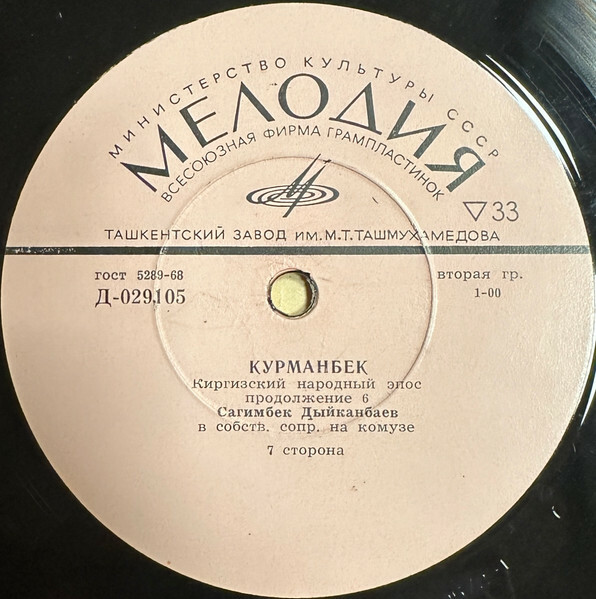 МИНИСТЕРСТВО КУЛЬТУРЫ СССР
МЕЛОДИЯ
ВСЕСОЮЗНАЯ ФИРМА ГРАМПЛАСТИНОК
▽33
ТАШКЕНТСКИЙ ЗАВОД ИМ. М.Т. ТАШМУХАМЕДОВА
ГОСТ 5289-68
Д-029105
вторая гр.
1-00
КУРМАНБЕК
Киргизский народный эпос
продолжение 6
Сагимбек Дыйканбаев
в собств. сопр. на комузе
7 сторона